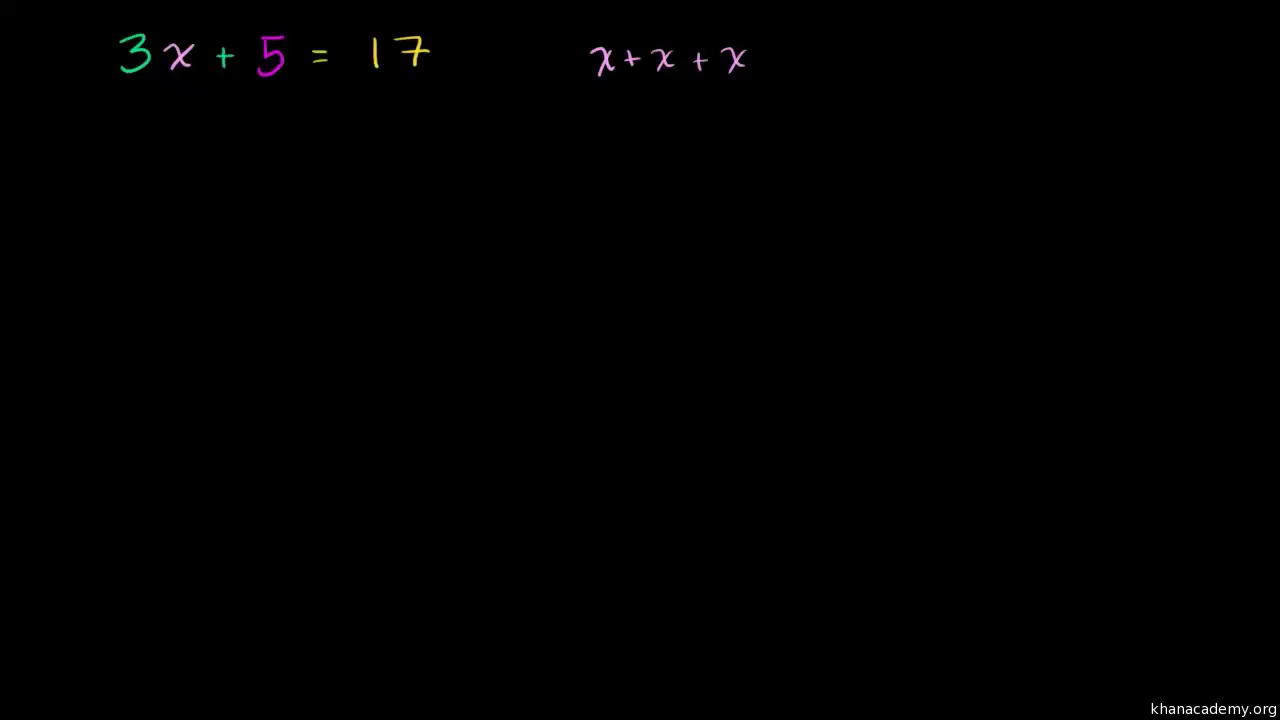 3x + 5 = 17 x + x + x
khanacademy.org